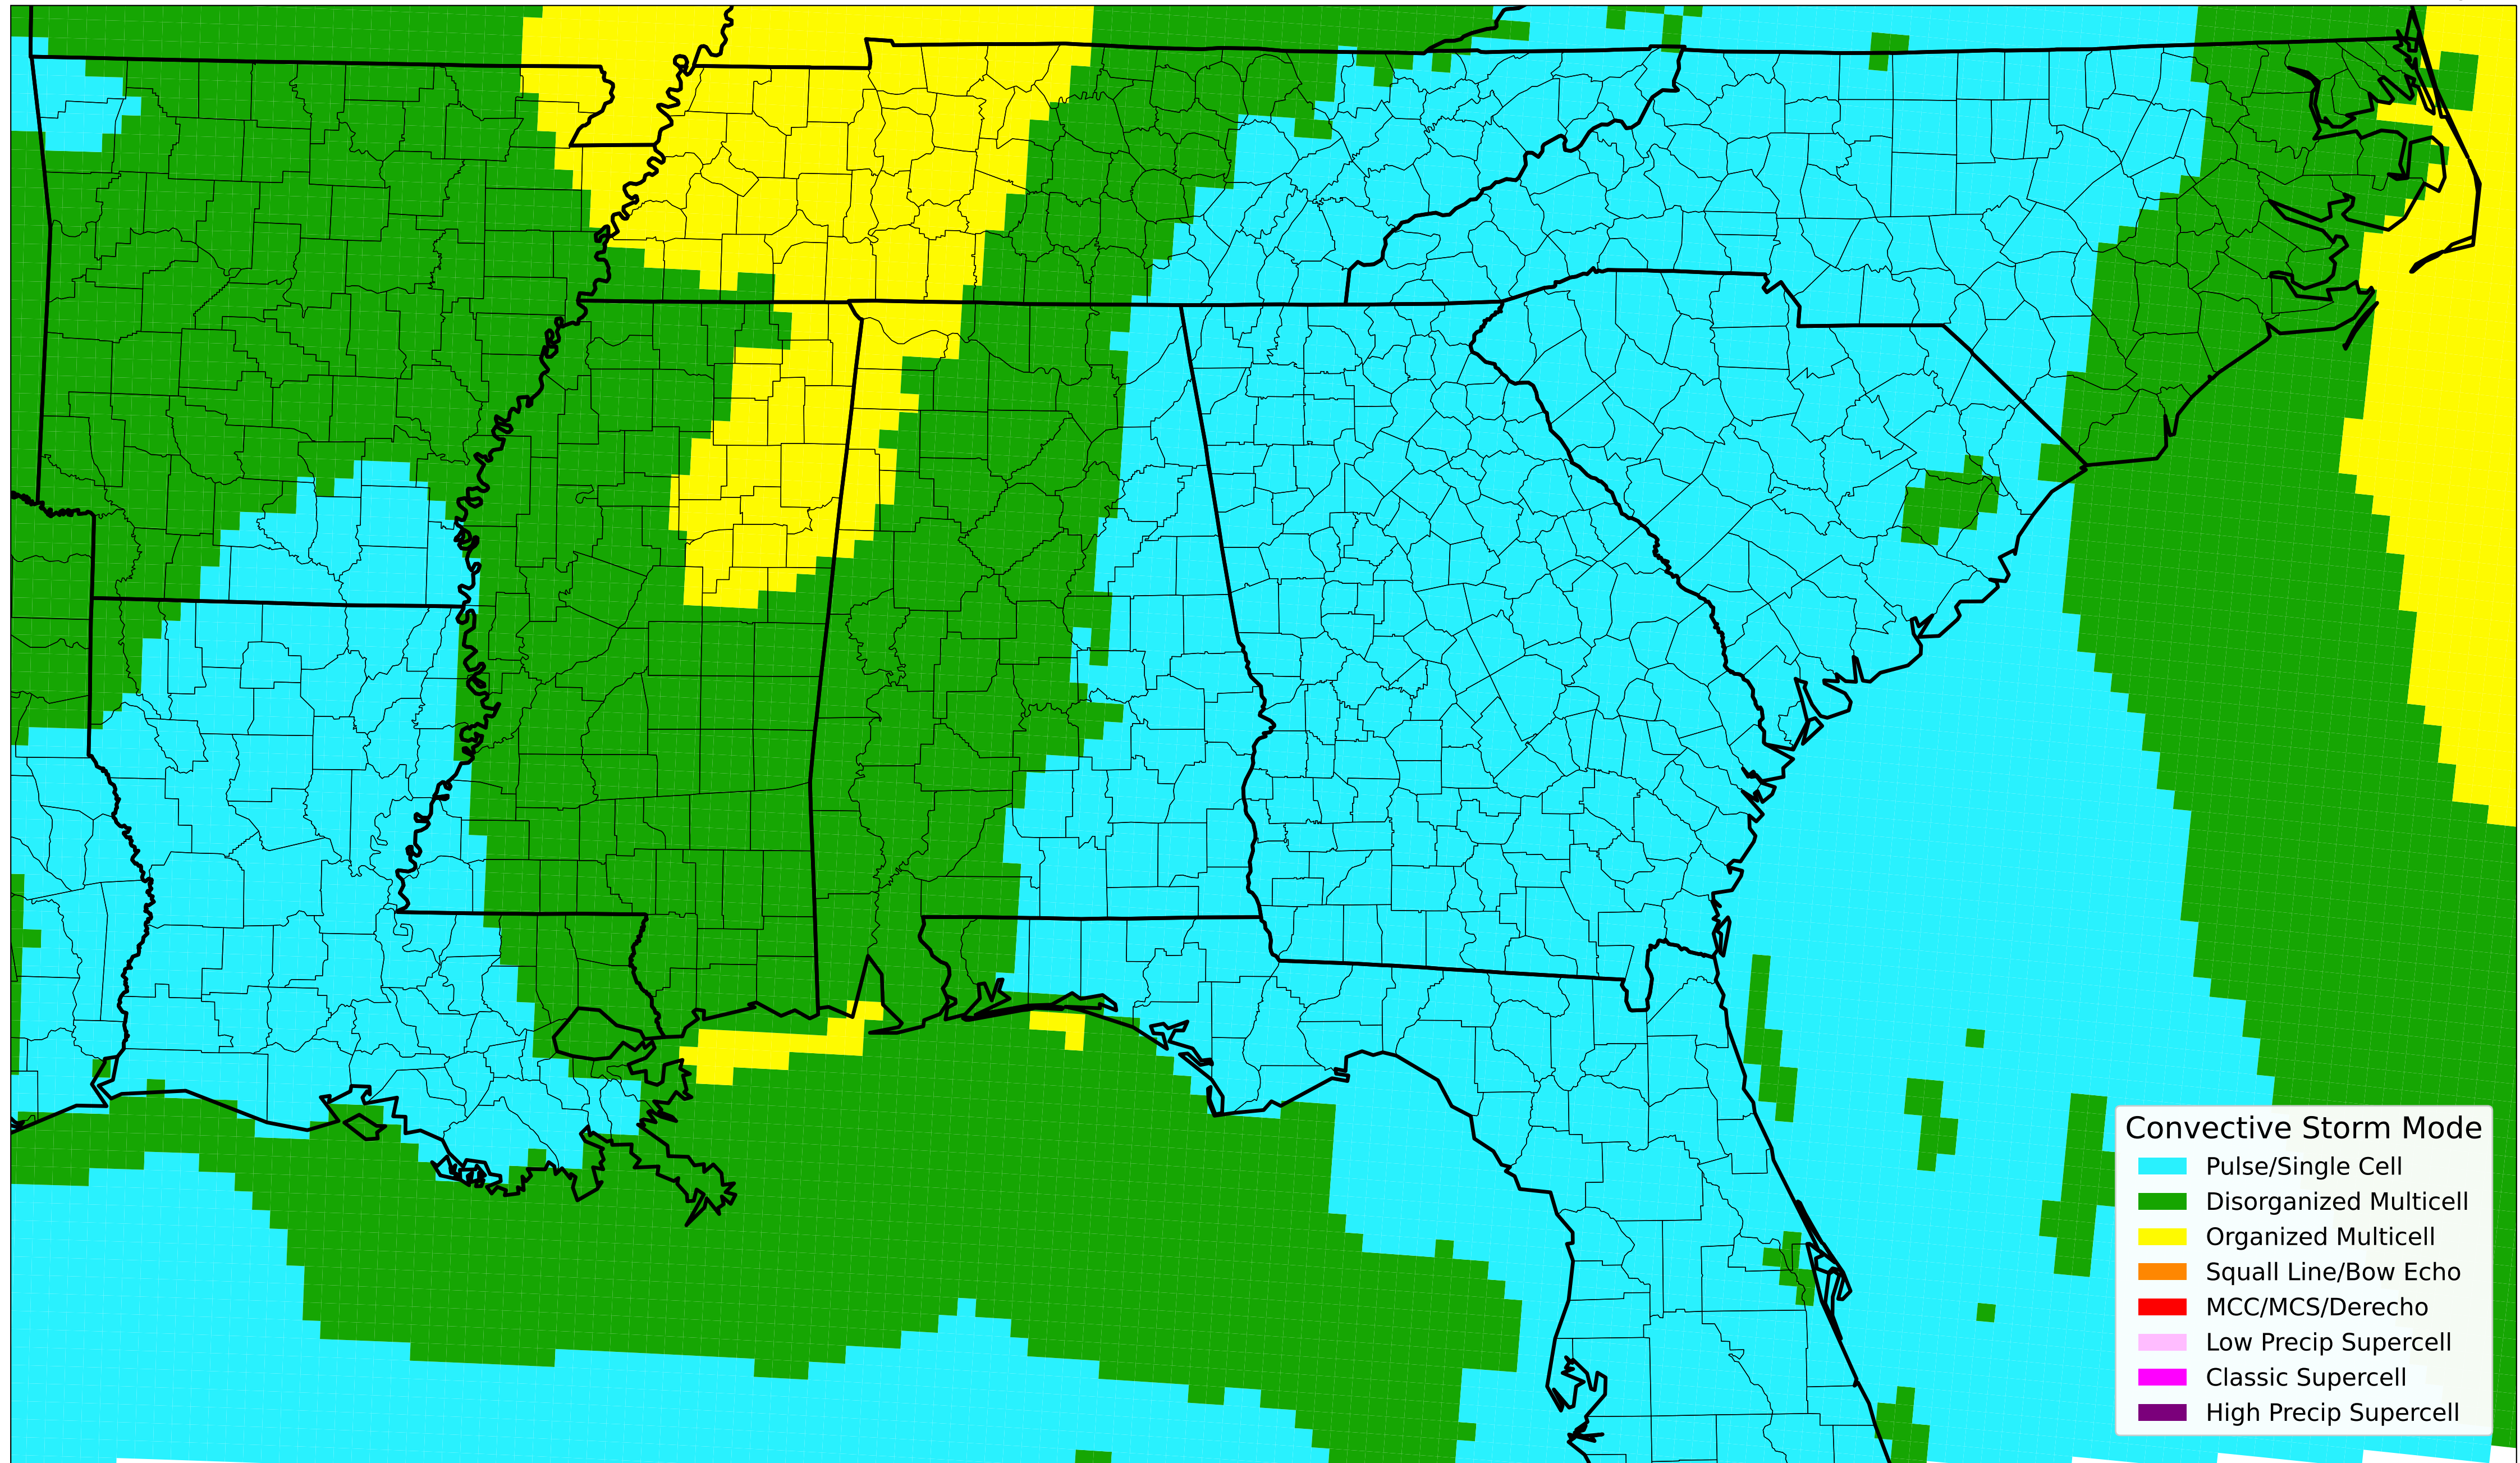 Convective Storm Mode
Pulse/Single Cell
Disorganized Multicell
Organized Multicell
Squall Line/Bow Echo
MCC/MCS/Derecho
Low Precip Supercell
Classic Supercell
High Precip Supercell